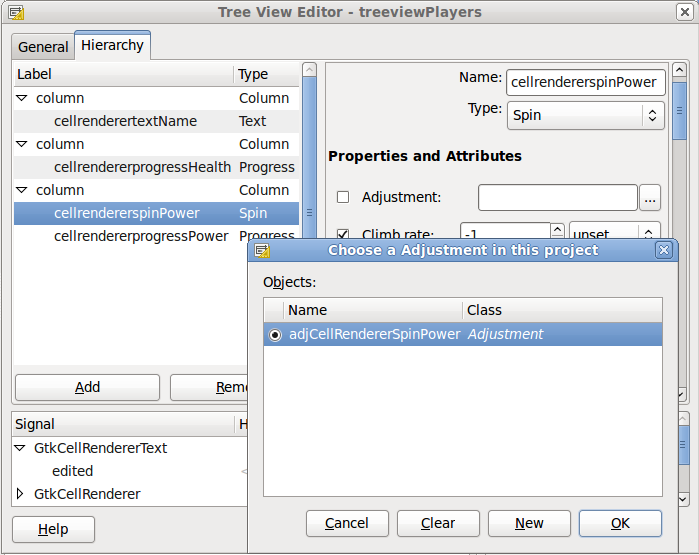 Tree View Editor - treeviewPlayers
General
Hierarchy
Label Type
column Column
cellrenderertextName Text
column Column
cellrendererprogressHealth Progress
column Column
cellrendererspinPower Spin
cellrendererprogressPower Progress
Add
Remo
Name: cellrendererspinPower
Type: Spin
Properties and Attributes
Adjustment: ...
Climb rate: -1 unset
Signal H
GtkCellRendererText
edited <
GtkCellRenderer
Help
Choose a Adjustment in this project
Objects:
Name Class
adjCellRendererSpinPower Adjustment
Cancel
Clear
New
OK